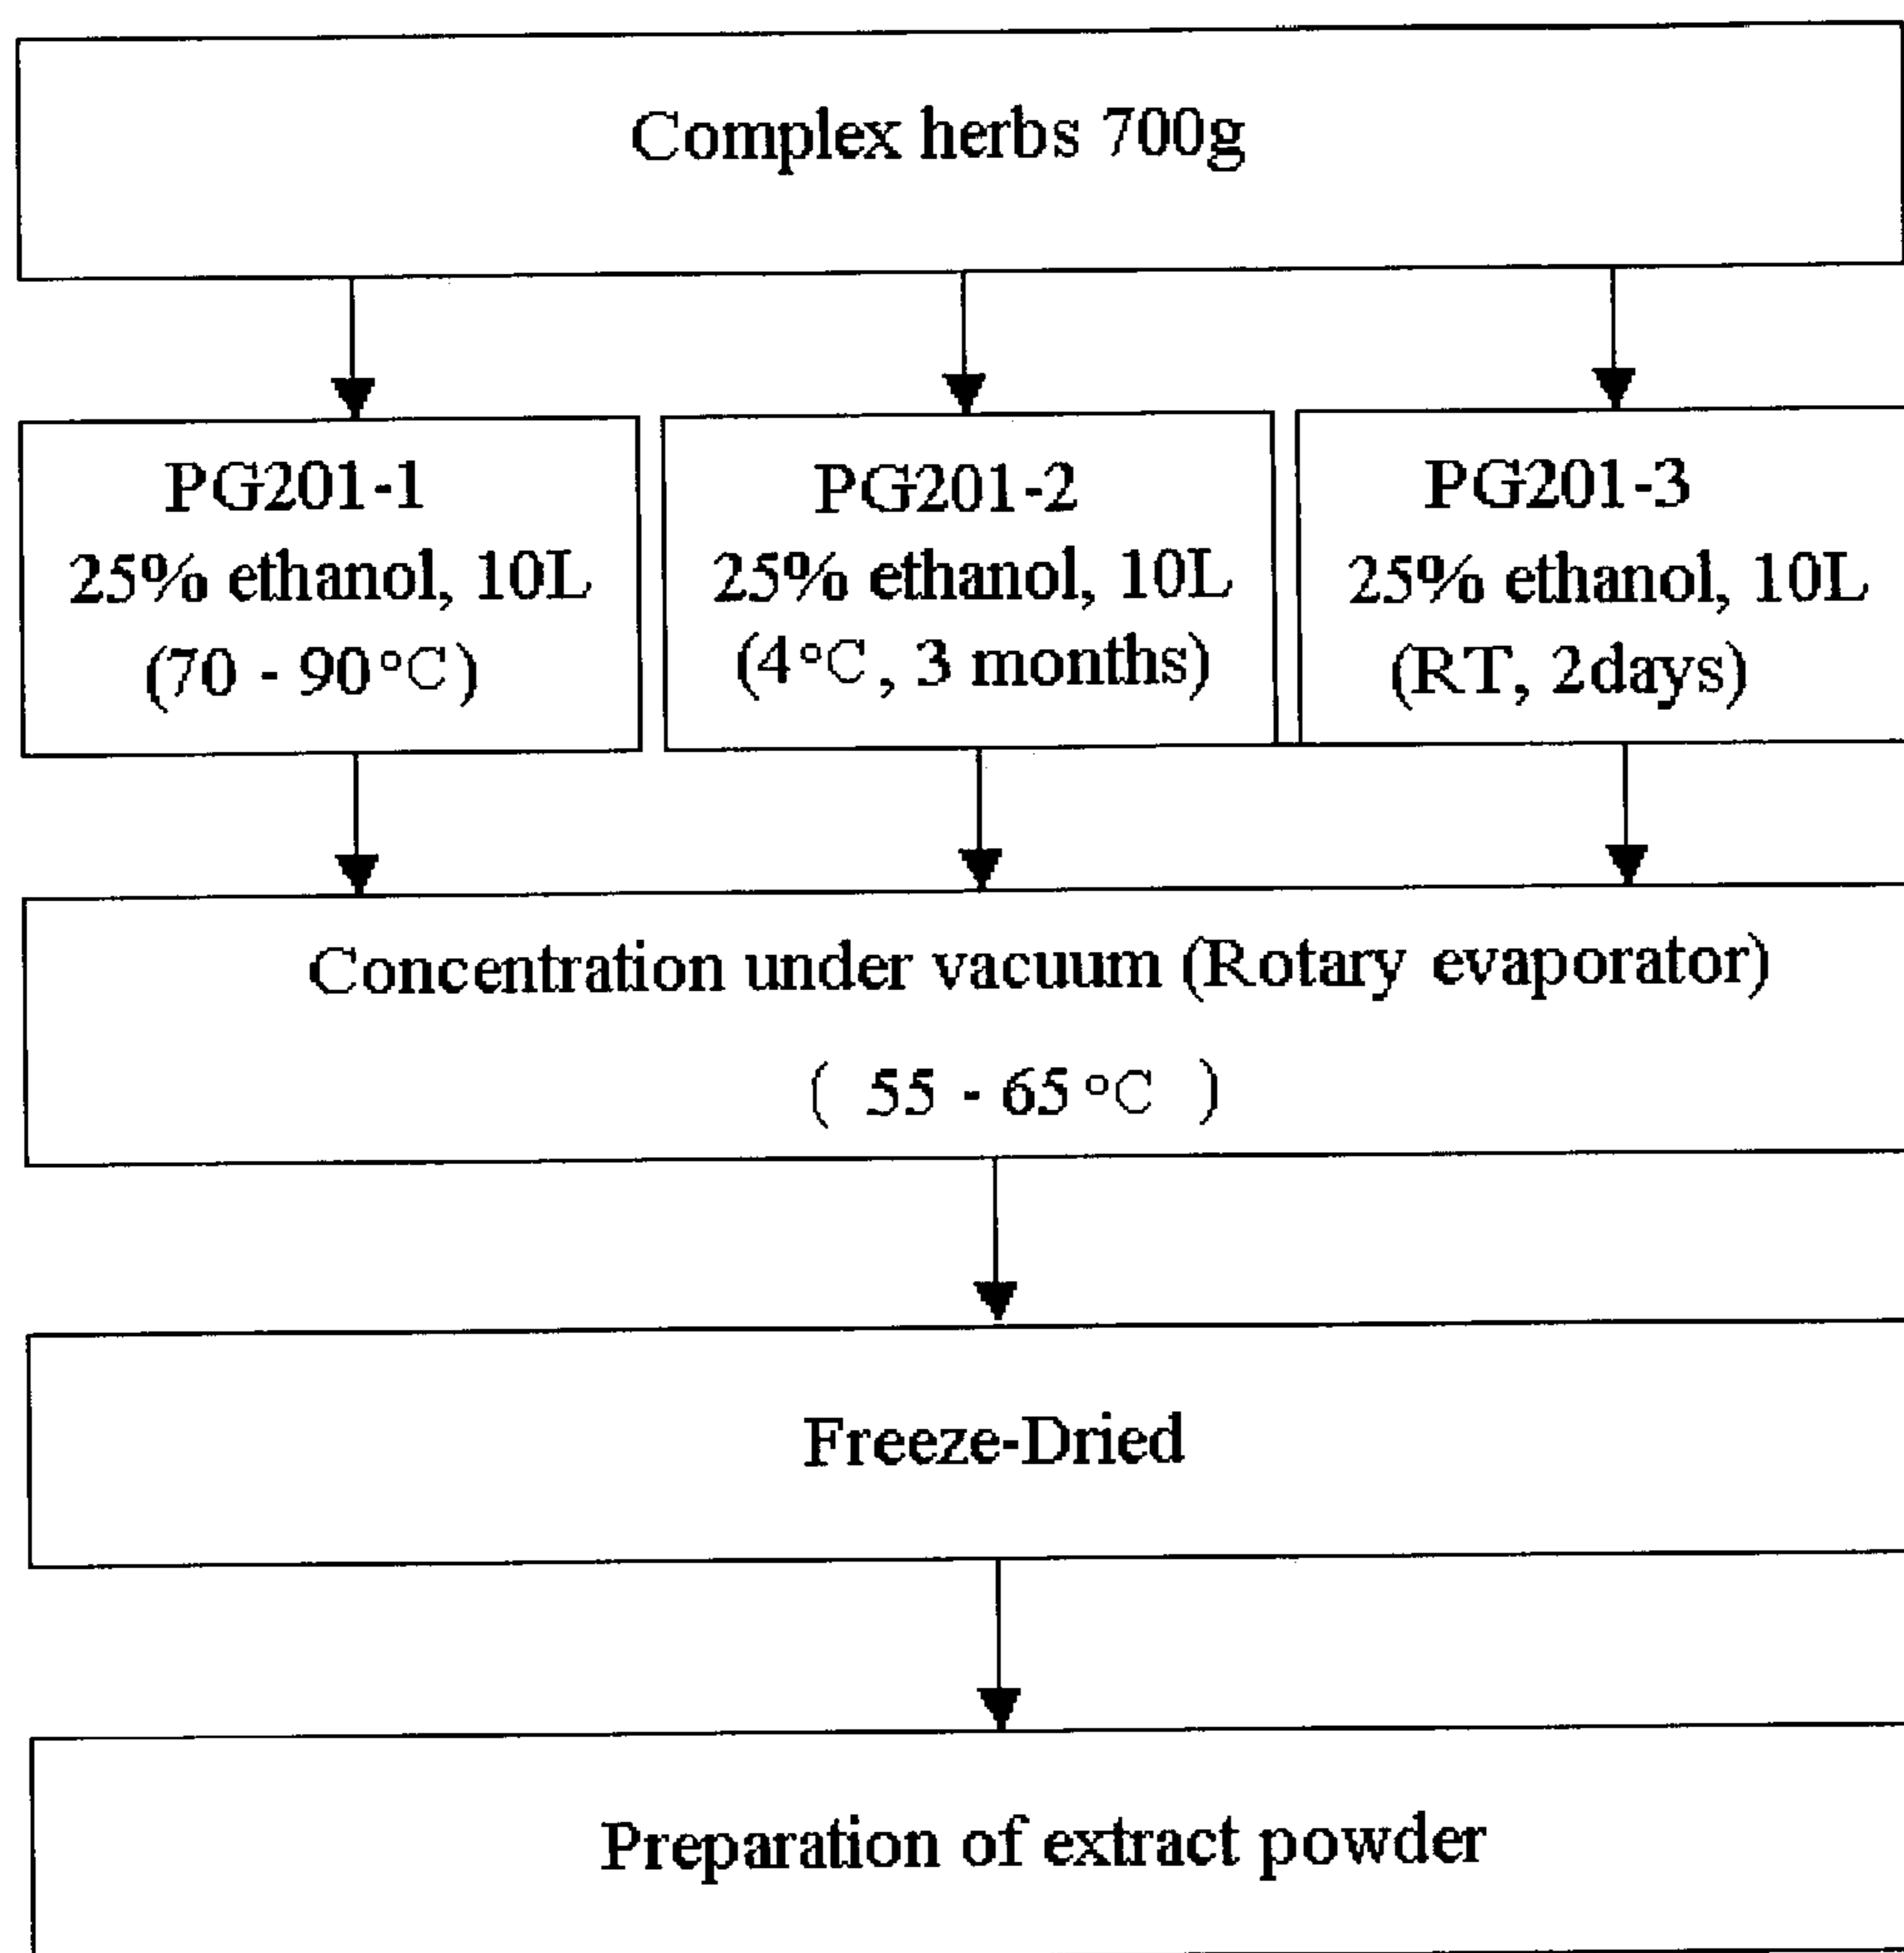 Complex herbs 700g
PG201-1
25% ethanol, 10L
(70 - 90°C)
PG201-2
25% ethanol, 10L
(4°C, 3 months)
PG201-3
25% ethanol, 10L
(RT, 2days)
Concentration under vacuum (Rotary evaporator)
( 55 - 65°C )
Freeze-Dried
Preparation of extract powder